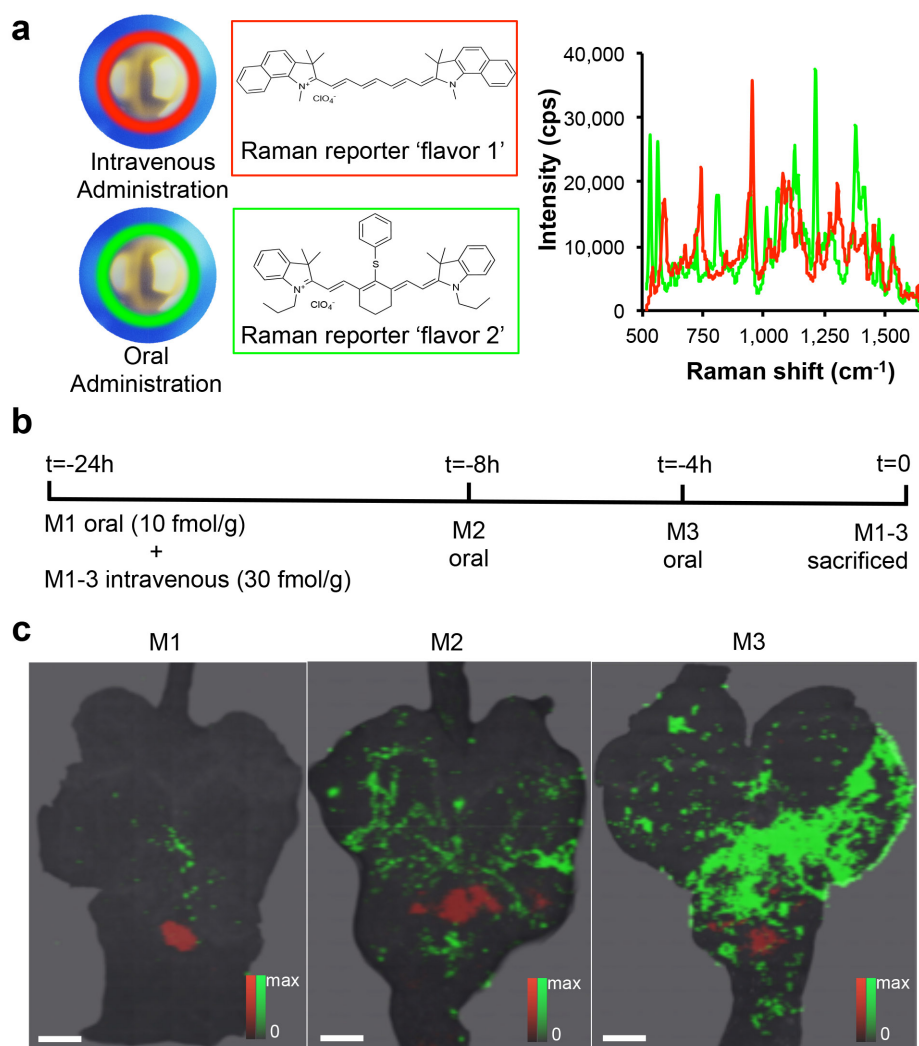 a
Intravenous
Administration
N⁺
ClO₄⁻
N
Raman reporter 'flavor 1'
Oral
Administration
S
N⁺
ClO₄⁻
N
Raman reporter 'flavor 2'
Intensity (cps)
40,000
30,000
20,000
10,000
0
500 750 1,000 1,250 1,500
Raman shift (cm⁻¹)
b
t=-24h t=-8h t=-4h t=0
M1 oral (10 fmol/g)
+
M1-3 intravenous (30 fmol/g)
M2
oral
M3
oral
M1-3
sacrificed
c
M1 M2 M3
max
0
max
0
max
0